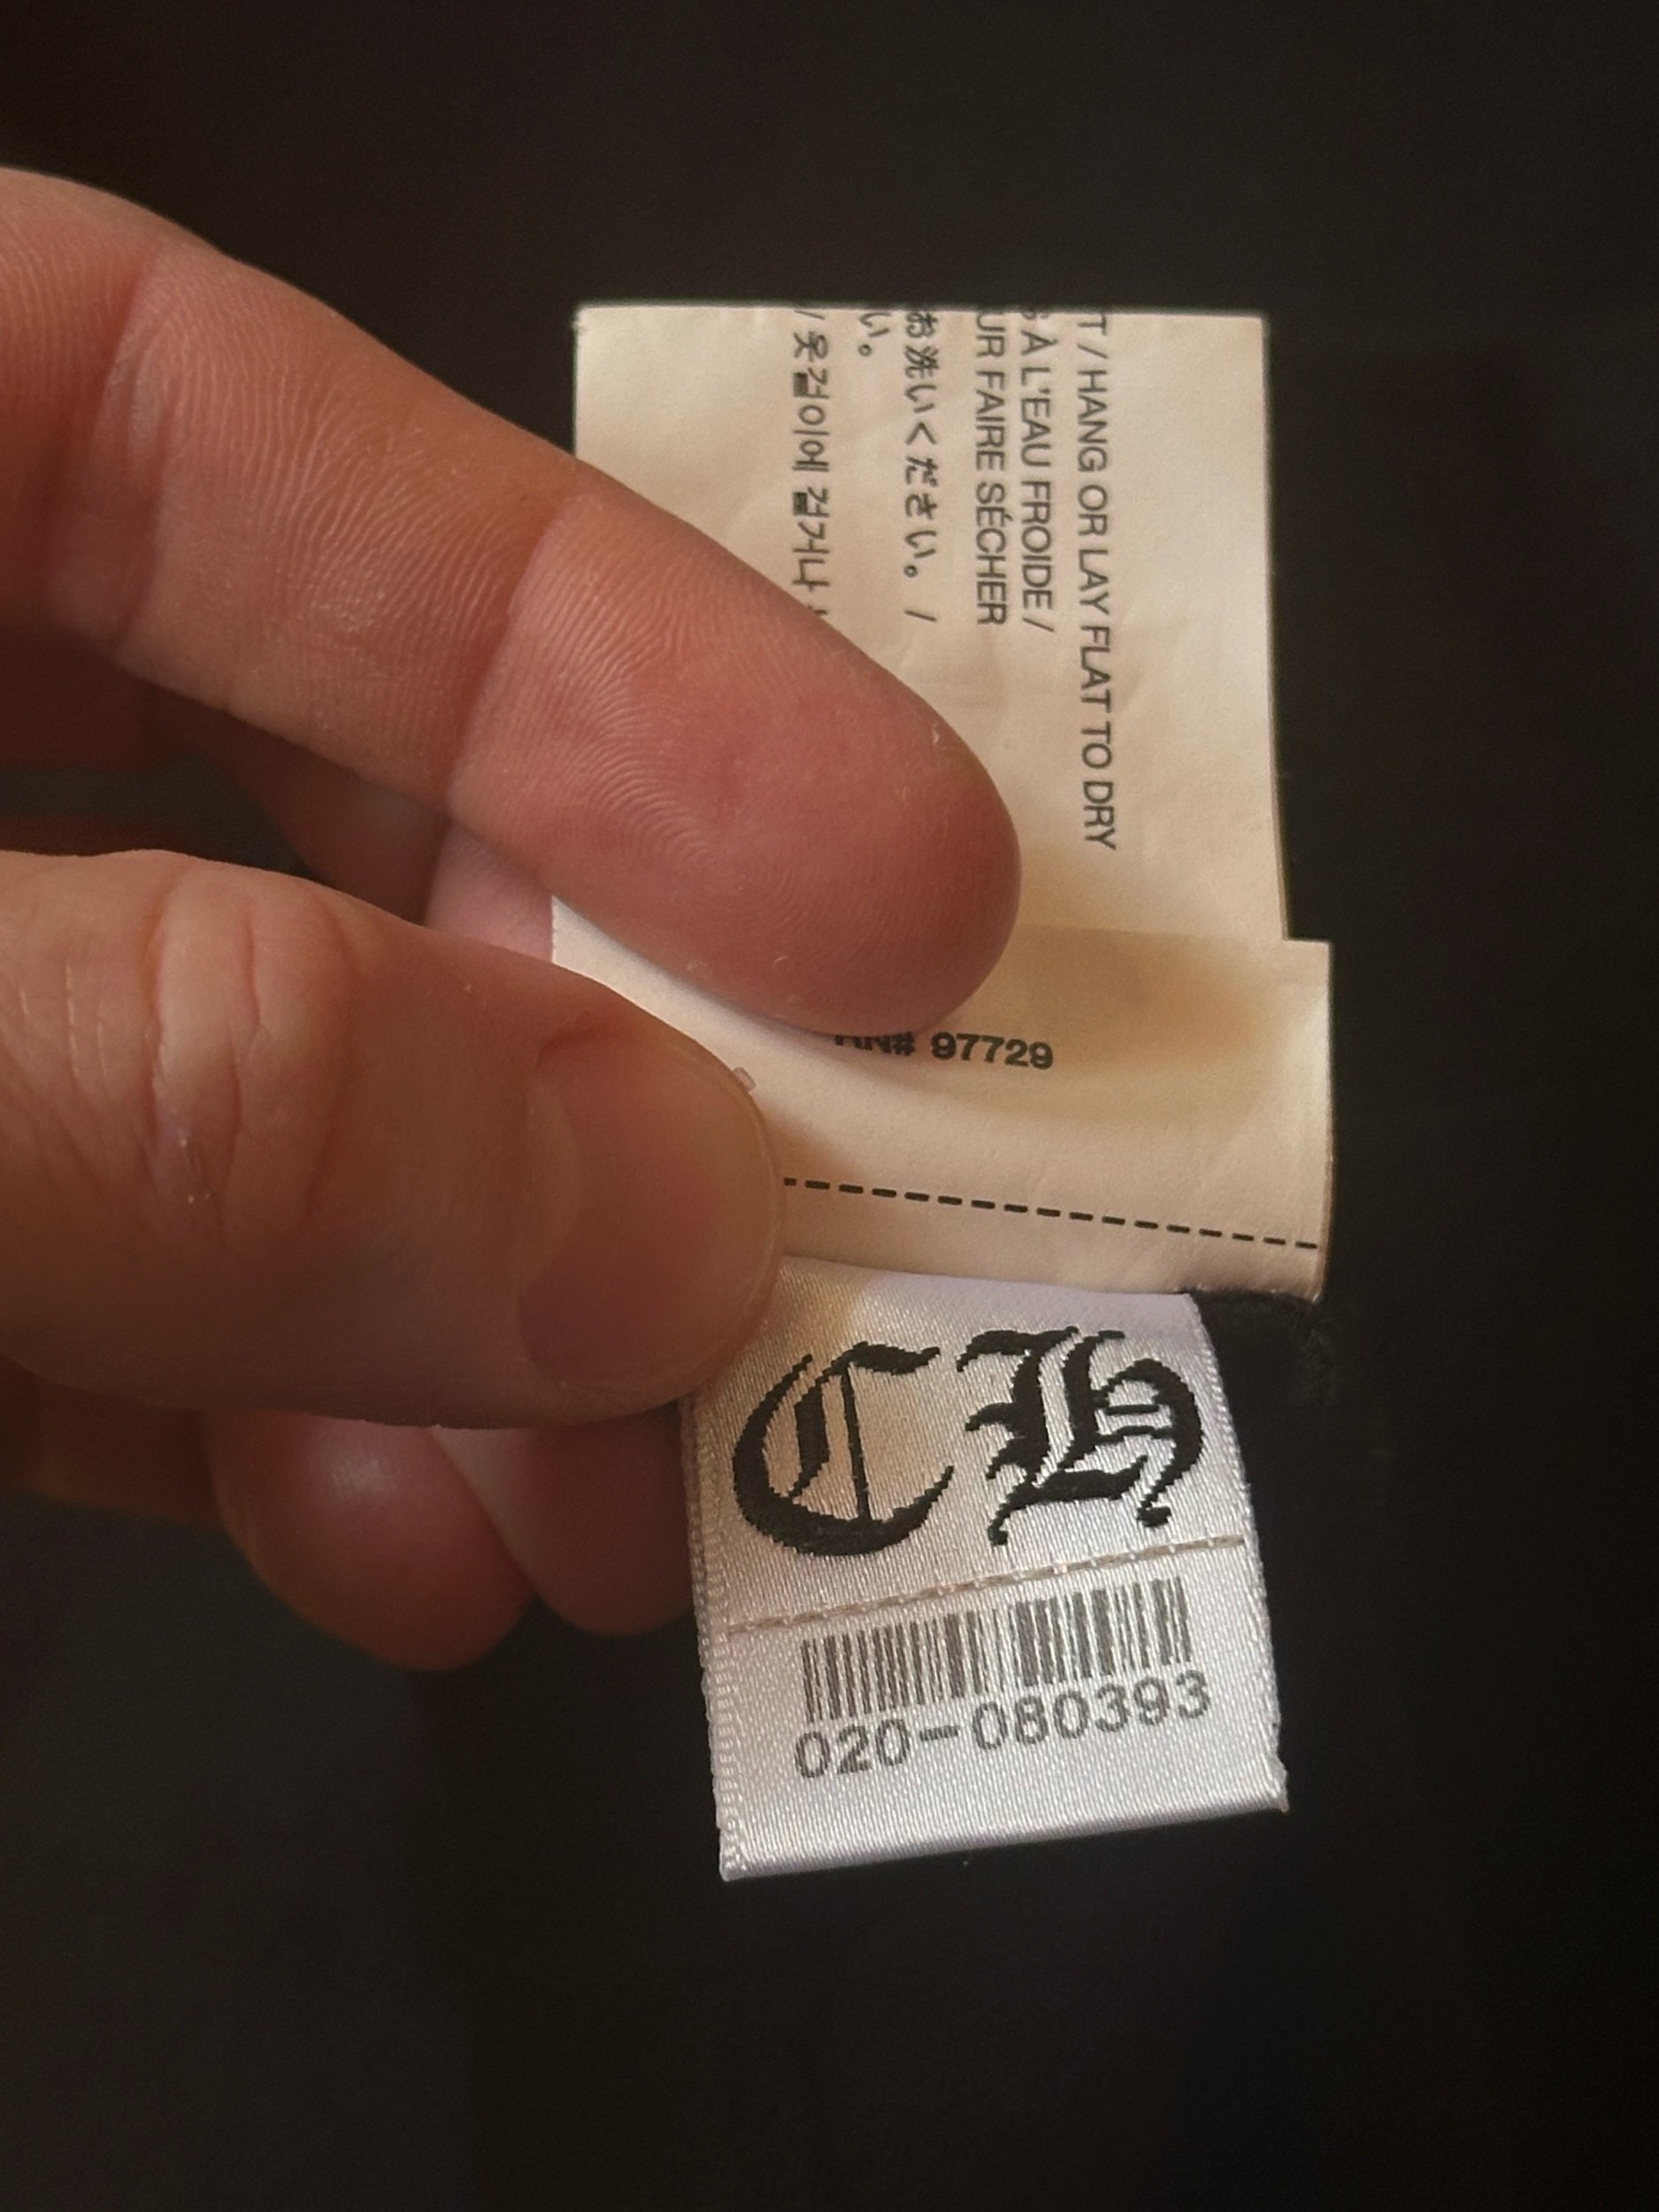 T / HANG OR LAY FLAT TO DRY
À L'EAU FROIDE /
UR FAIRE SÉCHER
お洗いください。 /
い。
/ 옷걸이에 걸거나
RN# 97729
CH
020-080393